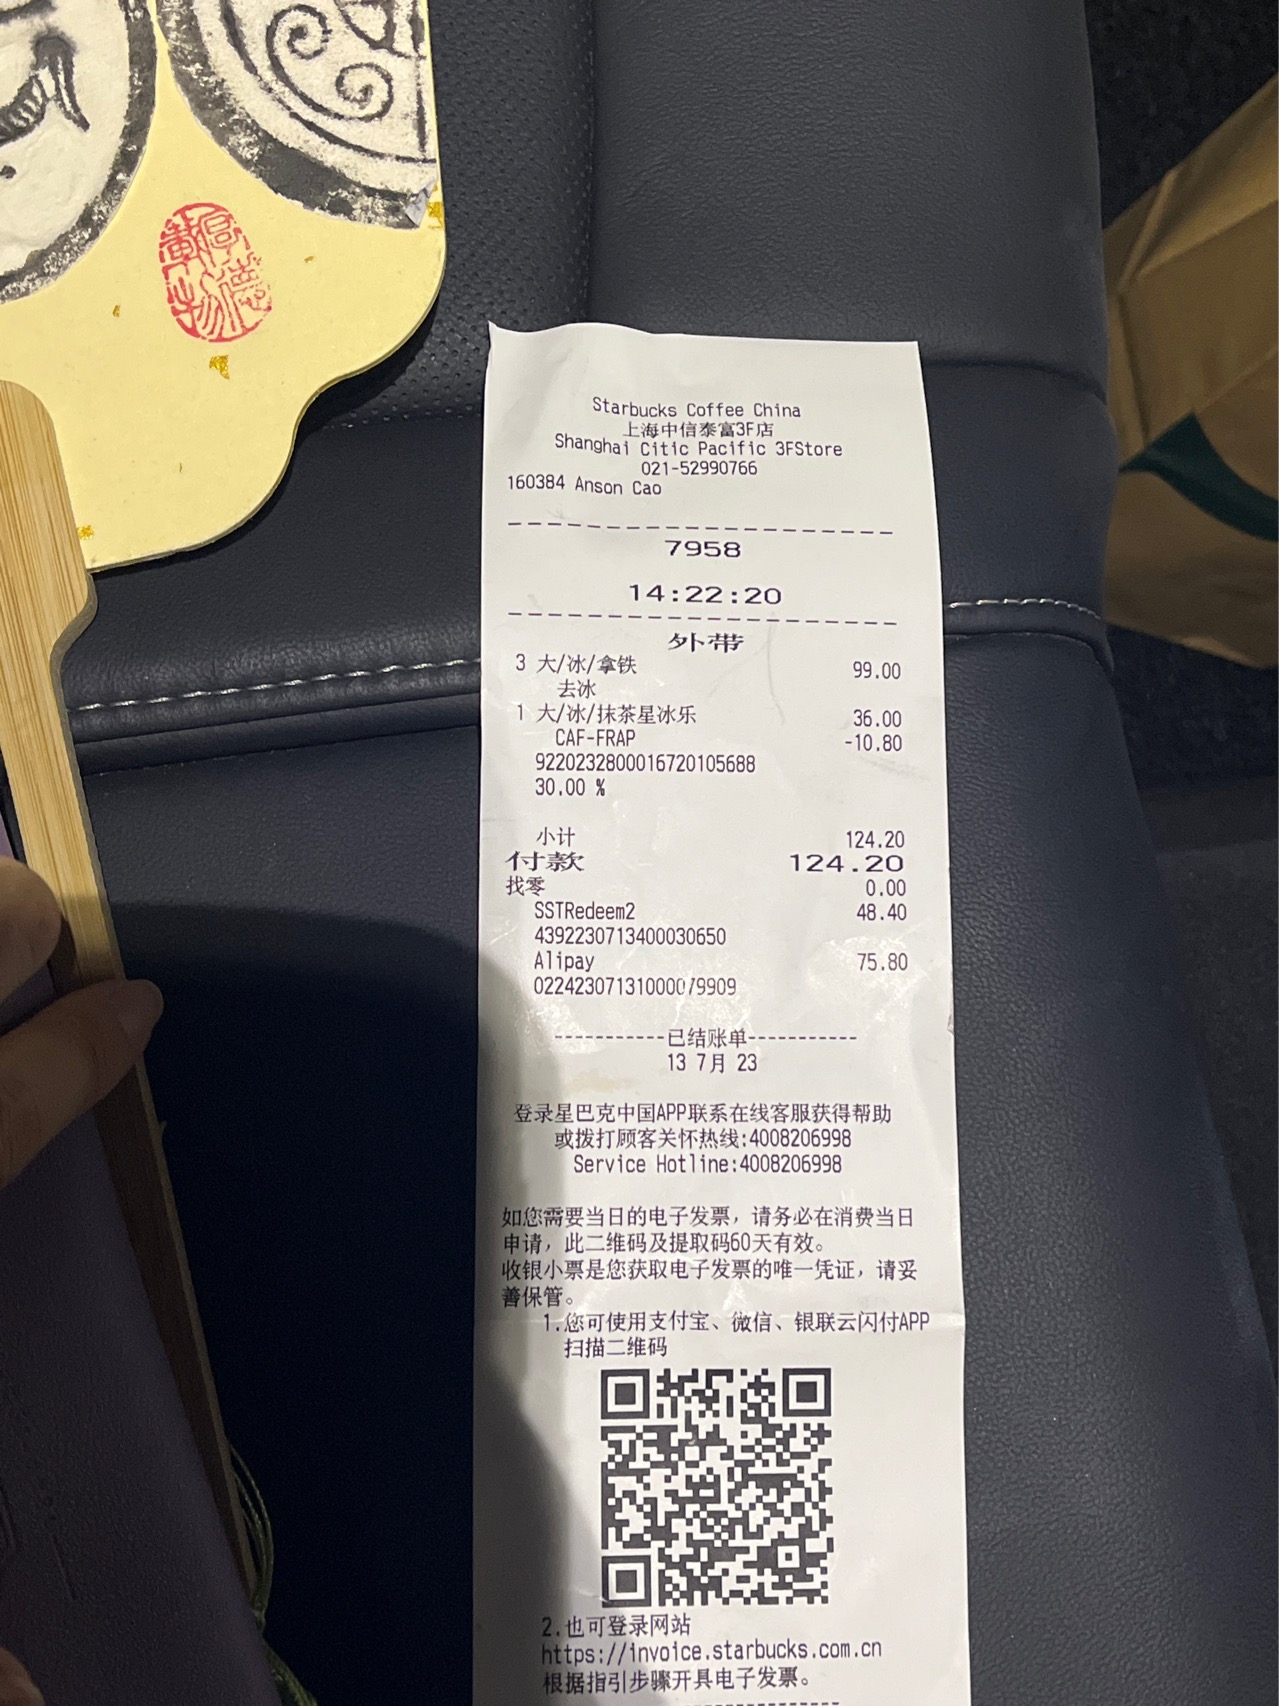 厚德
載物
Starbucks Coffee China
上海中信泰富3F店
Shanghai Citic Pacific 3FStore
021-52990766
160384 Anson Cao
--------------------
7958
14:22:20
--------------------
外带
3 大/冰/拿铁 99.00
去冰
1 大/冰/抹茶星冰乐 36.00
CAF-FRAP -10.80
9220232800016720105688
30.00 %
小计 124.20
付款 124.20
找零 0.00
SSTRedeem2 48.40
4392230713400030650
Alipay 75.80
02242307131000079909
-----------已结账单-----------
13 7月 23
登录星巴克中国APP联系在线客服获得帮助
或拨打顾客关怀热线:4008206998
Service Hotline:4008206998
如您需要当日的电子发票，请务必在消费当日
申请，此二维码及提取码60天有效。
收银小票是您获取电子发票的唯一凭证，请妥
善保管。
1.您可使用支付宝、微信、银联云闪付APP
扫描二维码
2.也可登录网站
https://invoice.starbucks.com.cn
根据指引步骤开具电子发票。